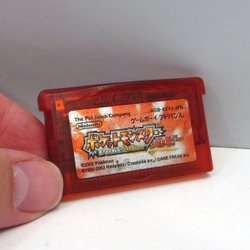 The Pokémon Company
AGB-AXVJ-JPN
Nintendo
ゲームボーイ アドバンス
ポケットモンスター
©2002 Pokémon
©1995-2002 Nintendo/Creatures inc./GAME FREAK inc.